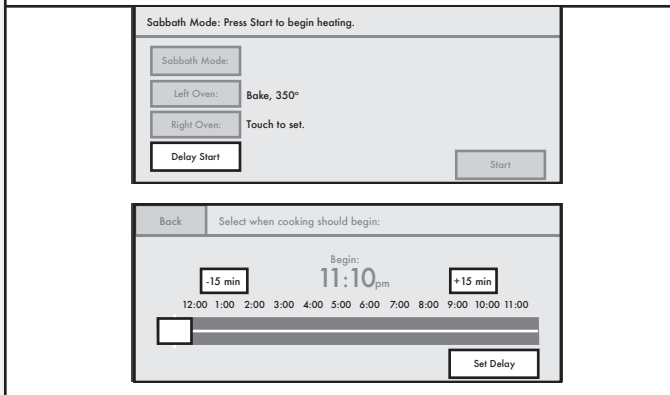 Sabbath Mode: Press Start to begin heating.
Sabbath Mode:
Left Oven: Bake, 350°
Right Oven: Touch to set.
Delay Start
Start
Back Select when cooking should begin:
Begin:
-15 min 11:10pm +15 min
12:00 1:00 2:00 3:00 4:00 5:00 6:00 7:00 8:00 9:00 10:00 11:00
Set Delay